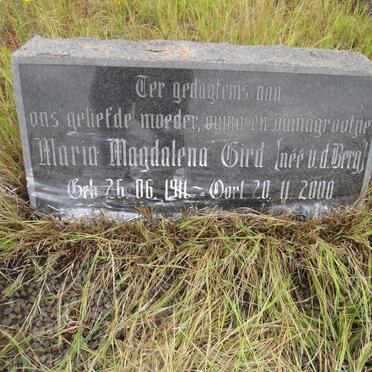 Ter gedagtenis aan
ons geliefde moeder, ouma en oumagrootjie
Maria Magdalena Gird (néé v.d.Berg)
Geb 26.06.1911 - Oorl 20.11.2000